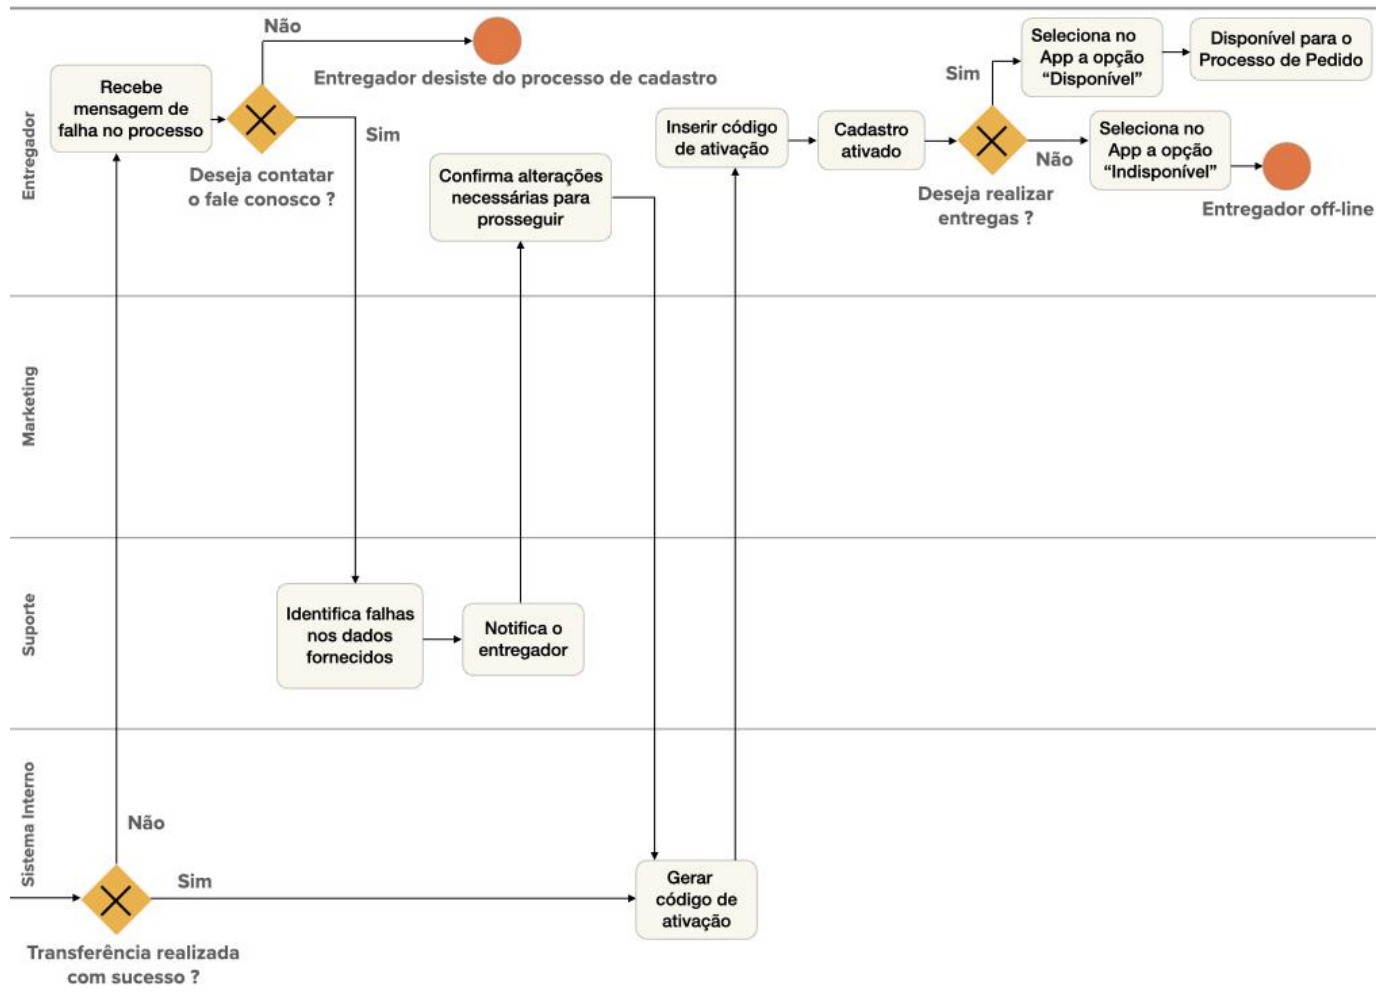 Entregador
Recebe
mensagem de
falha no processo
Não
Entregador desiste do processo de cadastro
Sim
Deseja contatar
o fale conosco ?
Confirma alterações
necessárias para
prosseguir
Inserir código
de ativação
Cadastro
ativado
Sim
Deseja realizar
entregas ?
Seleciona no
App a opção
“Disponível”
Disponível para o
Processo de Pedido
Não
Seleciona no
App a opção
“Indisponível”
Entregador off-line
Marketing
Suporte
Identifica falhas
nos dados
fornecidos
Notifica o
entregador
Sistema Interno
Não
Sim
Transferência realizada
com sucesso ?
Gerar
código de
ativação